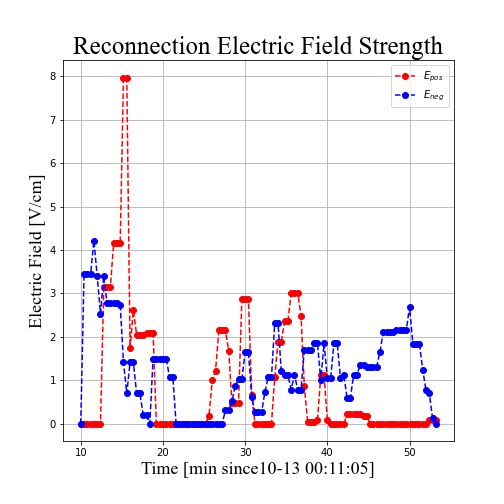 Reconnection Electric Field Strength
E_pos
E_neg
Electric Field [V/cm]
8
7
6
5
4
3
2
1
0
10 20 30 40 50
Time [min since10-13 00:11:05]